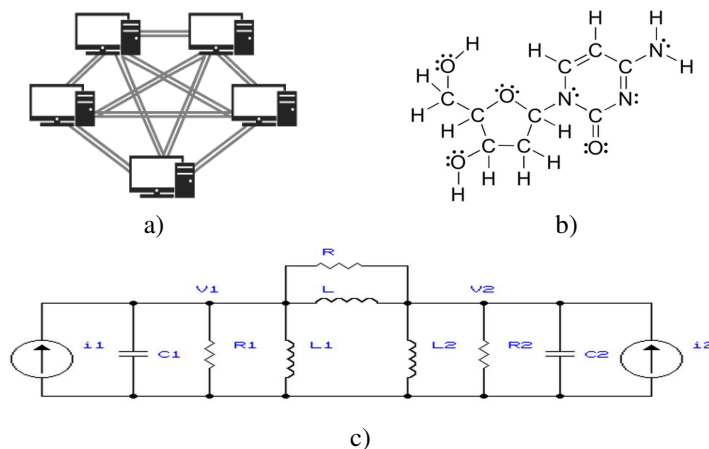 H
H H
O N H
H H
H O N N
H H H
O O
H H H
a) b)
R
V1 L V2
i1 C1 R1 L1 L2 R2 C2 i2
c)